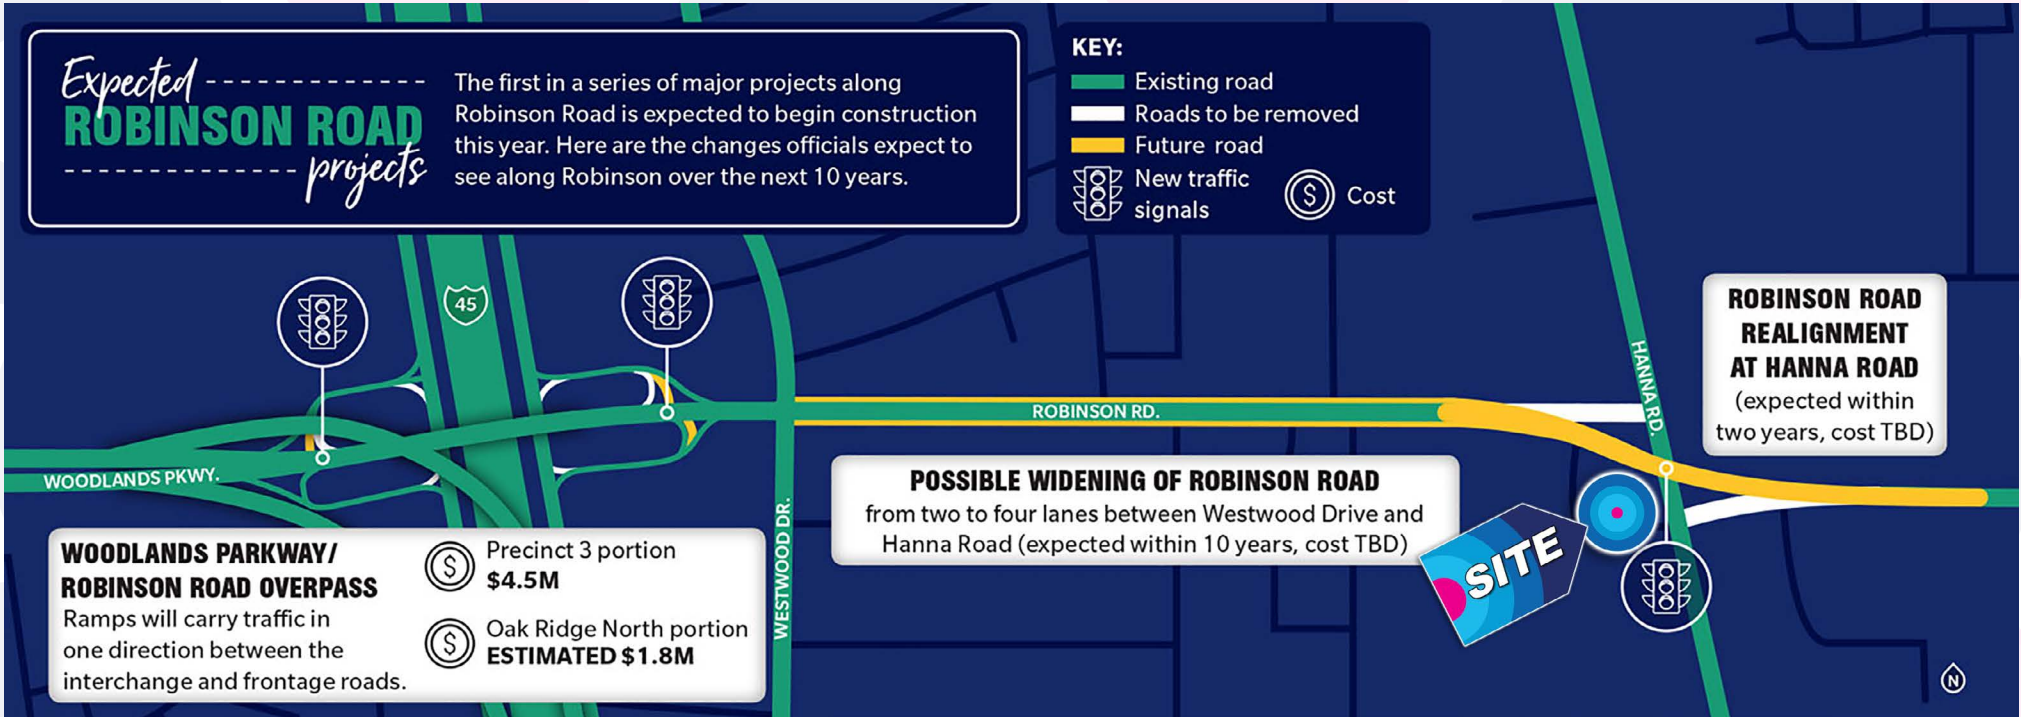 Expected
ROBINSON ROAD
projects
The first in a series of major projects along
Robinson Road is expected to begin construction
this year. Here are the changes officials expect to
see along Robinson over the next 10 years.
KEY:
Existing road
Roads to be removed
Future road
New traffic
signals
$
Cost
45
ROBINSON ROAD
REALIGNMENT
AT HANNA ROAD
(expected within
two years, cost TBD)
HANNA RD.
ROBINSON RD.
WOODLANDS PKWY.
WESTWOOD DR.
POSSIBLE WIDENING OF ROBINSON ROAD
from two to four lanes between Westwood Drive and
Hanna Road (expected within 10 years, cost TBD)
SITE
WOODLANDS PARKWAY/
ROBINSON ROAD OVERPASS
Ramps will carry traffic in
one direction between the
interchange and frontage roads.
$
Precinct 3 portion
$4.5M
$
Oak Ridge North portion
ESTIMATED $1.8M
N